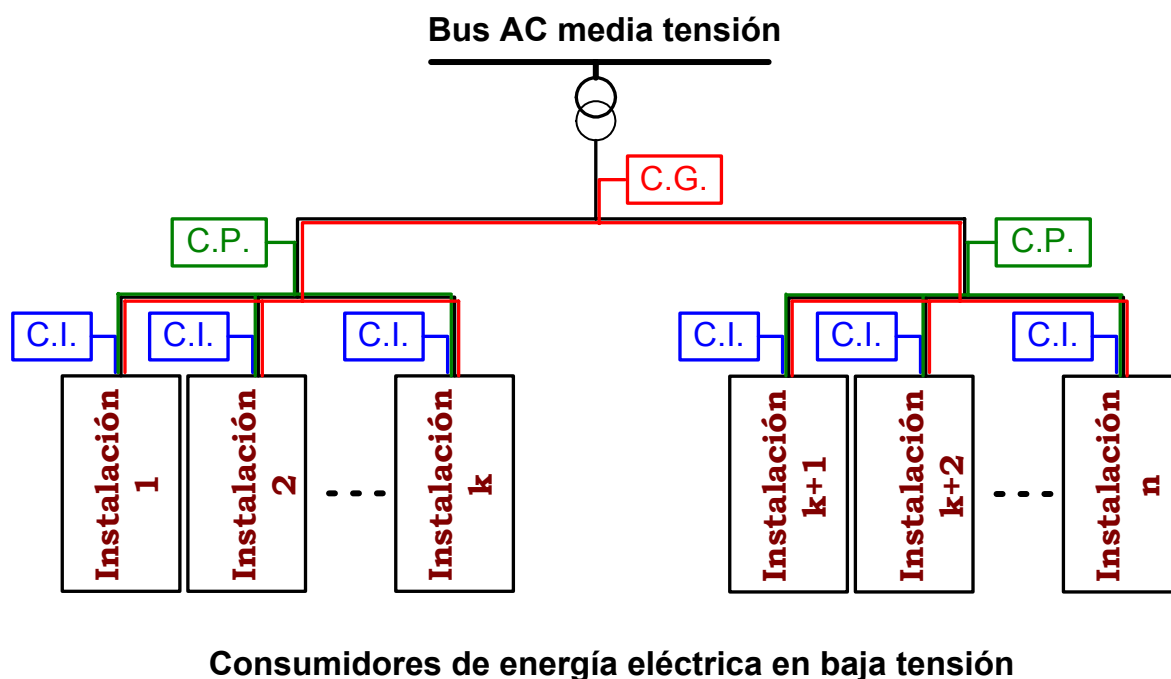 Bus AC media tensión
C.G.
C.P.
C.P.
C.I.
C.I.
C.I.
C.I.
C.I.
C.I.
Instalación
1
Instalación
2
Instalación
k
Instalación
k+1
Instalación
k+2
Instalación
n
Consumidores de energía eléctrica en baja tensión